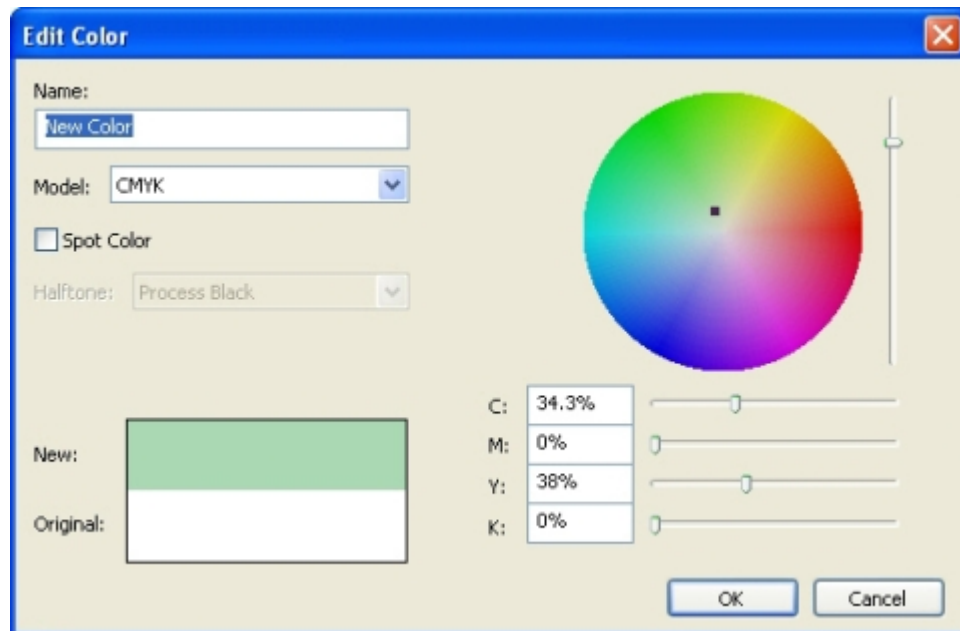 Edit Color
Name:
New Color
Model: CMYK
Spot Color
Halftone: Process Black
C: 34.3%
M: 0%
Y: 38%
K: 0%
New:
Original:
OK Cancel